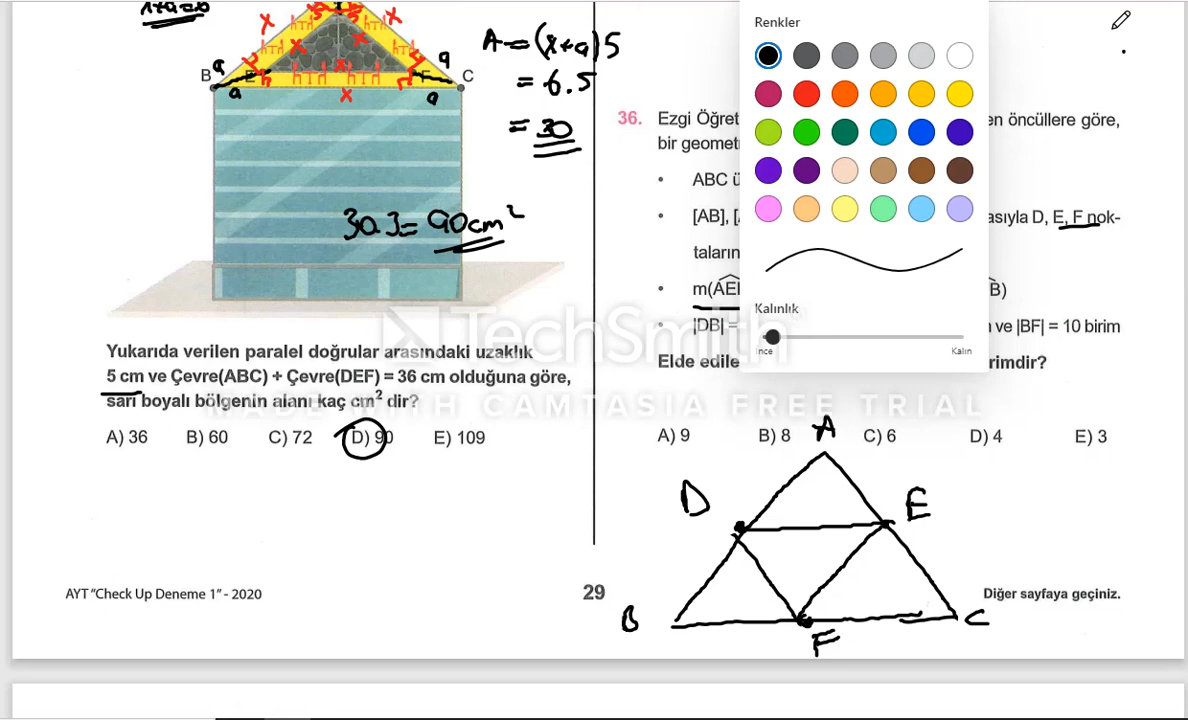 1+a=6
A = (x+a)5
= 6.5
= 30
30.3 = 90cm²
B
E
F
C
a
a
a
a
x
x
x
x
x
x
Yukarıda verilen paralel doğrular arasındaki uzaklık
5 cm ve Çevre(ABC) + Çevre(DEF) = 36 cm olduğuna göre,
sarı boyalı bölgenin alanı kaç cm² dir?
A) 36 B) 60 C) 72 D) 90 E) 109
AYT "Check Up Deneme 1" - 2020
29
Renkler
Kalınlık
İnce
Kalın
36. Ezgi Öğret en öncüllere göre,
bir geometr
• ABC ü
• [AB], [ asıyla D, E, F nok-
taların
• m(AE B)
• |DB| = ve |BF| = 10 birim
Elde edile rimdir?
A) 9 B) 8 C) 6 D) 4 E) 3
A
D
E
B
F
C
Diğer sayfaya geçiniz.
TechSmith
MADE WITH CAMTASIA FREE TRIAL